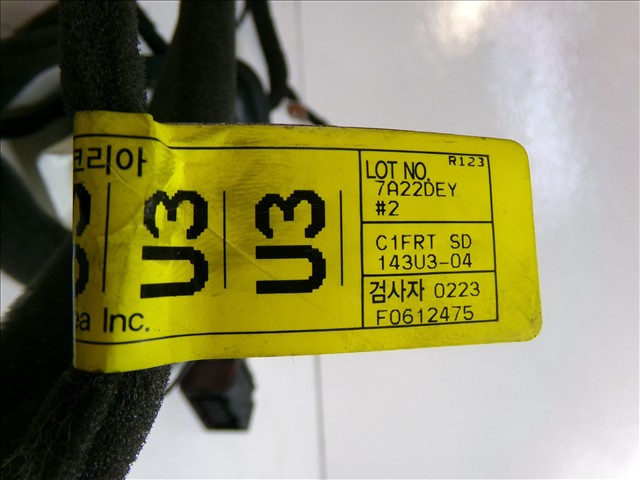 코리아
U3
U3
ea Inc.
R123
LOT NO.
7A22DEY
#2
C1FRT SD
143U3-04
검사자 0223
F0612475